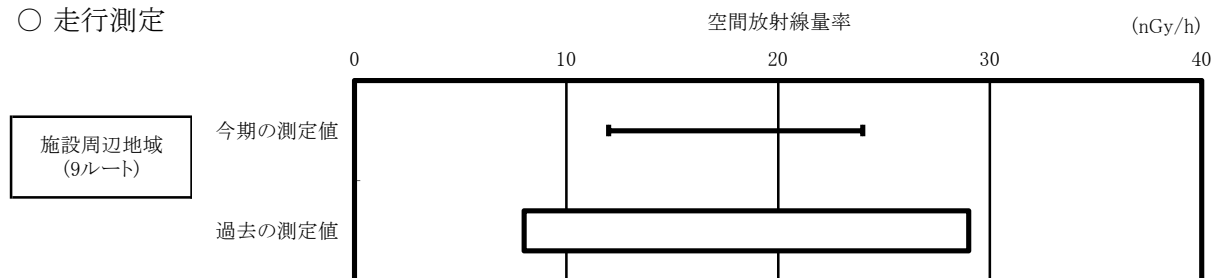 ○ 走行測定
空間放射線量率
(nGy/h)
0 10 20 30 40
施設周辺地域
(9ルート)
今期の測定値
過去の測定値